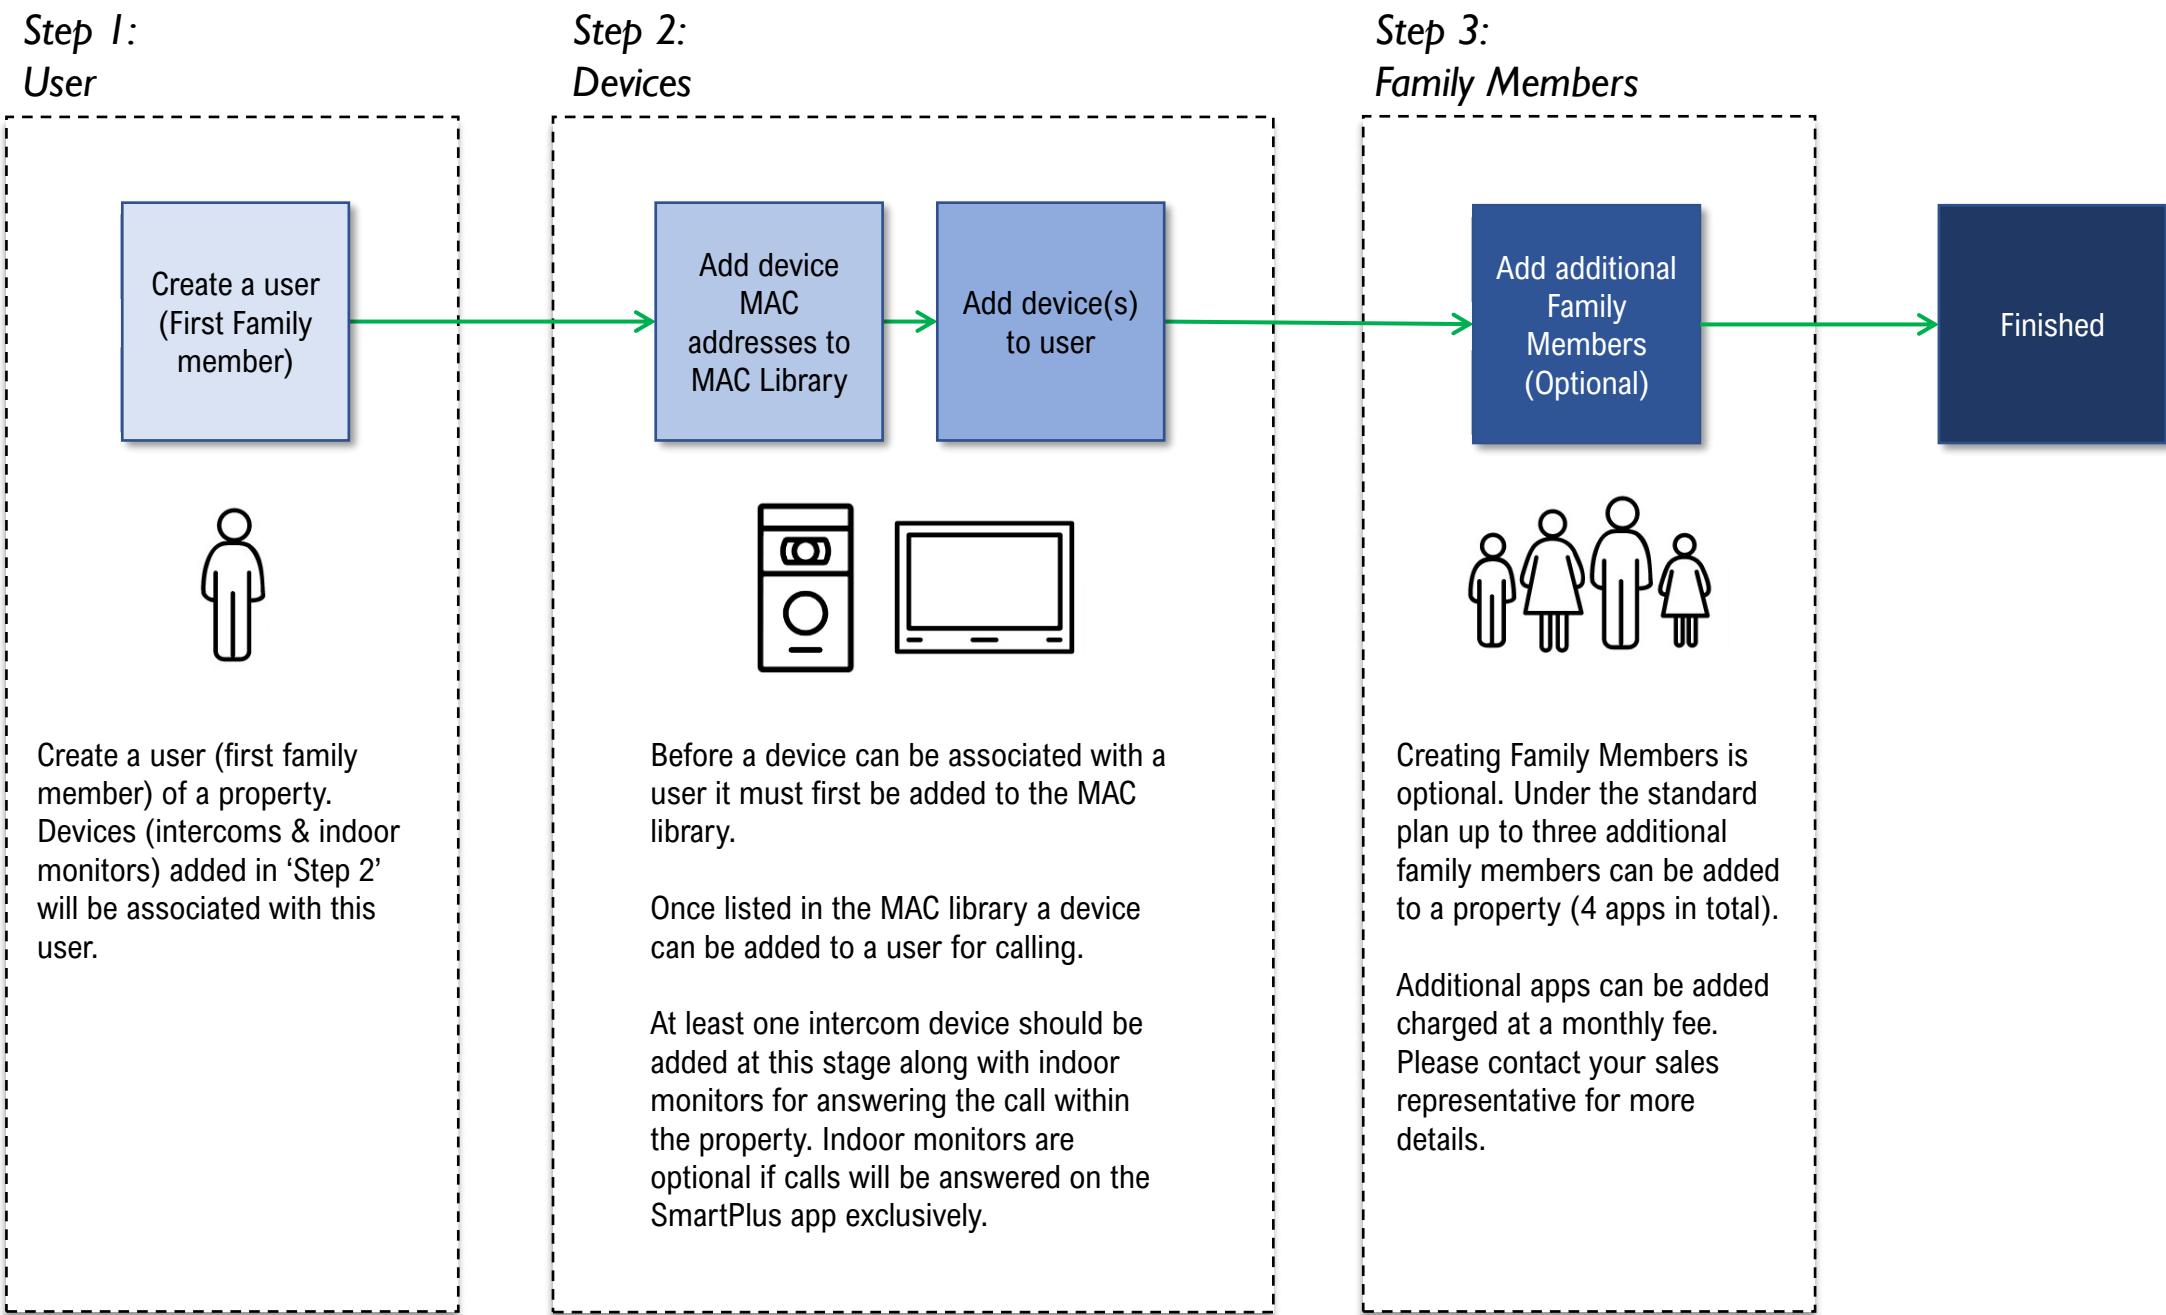 Step 1:
User
Step 2:
Devices
Step 3:
Family Members
Create a user
(First Family
member)
Add device
MAC
addresses to
MAC Library
Add device(s)
to user
Add additional
Family
Members
(Optional)
Finished
Create a user (first family
member) of a property.
Devices (intercoms & indoor
monitors) added in ‘Step 2’
will be associated with this
user.
Before a device can be associated with a
user it must first be added to the MAC
library.
Once listed in the MAC library a device
can be added to a user for calling.
At least one intercom device should be
added at this stage along with indoor
monitors for answering the call within
the property. Indoor monitors are
optional if calls will be answered on the
SmartPlus app exclusively.
Creating Family Members is
optional. Under the standard
plan up to three additional
family members can be added
to a property (4 apps in total).
Additional apps can be added
charged at a monthly fee.
Please contact your sales
representative for more
details.